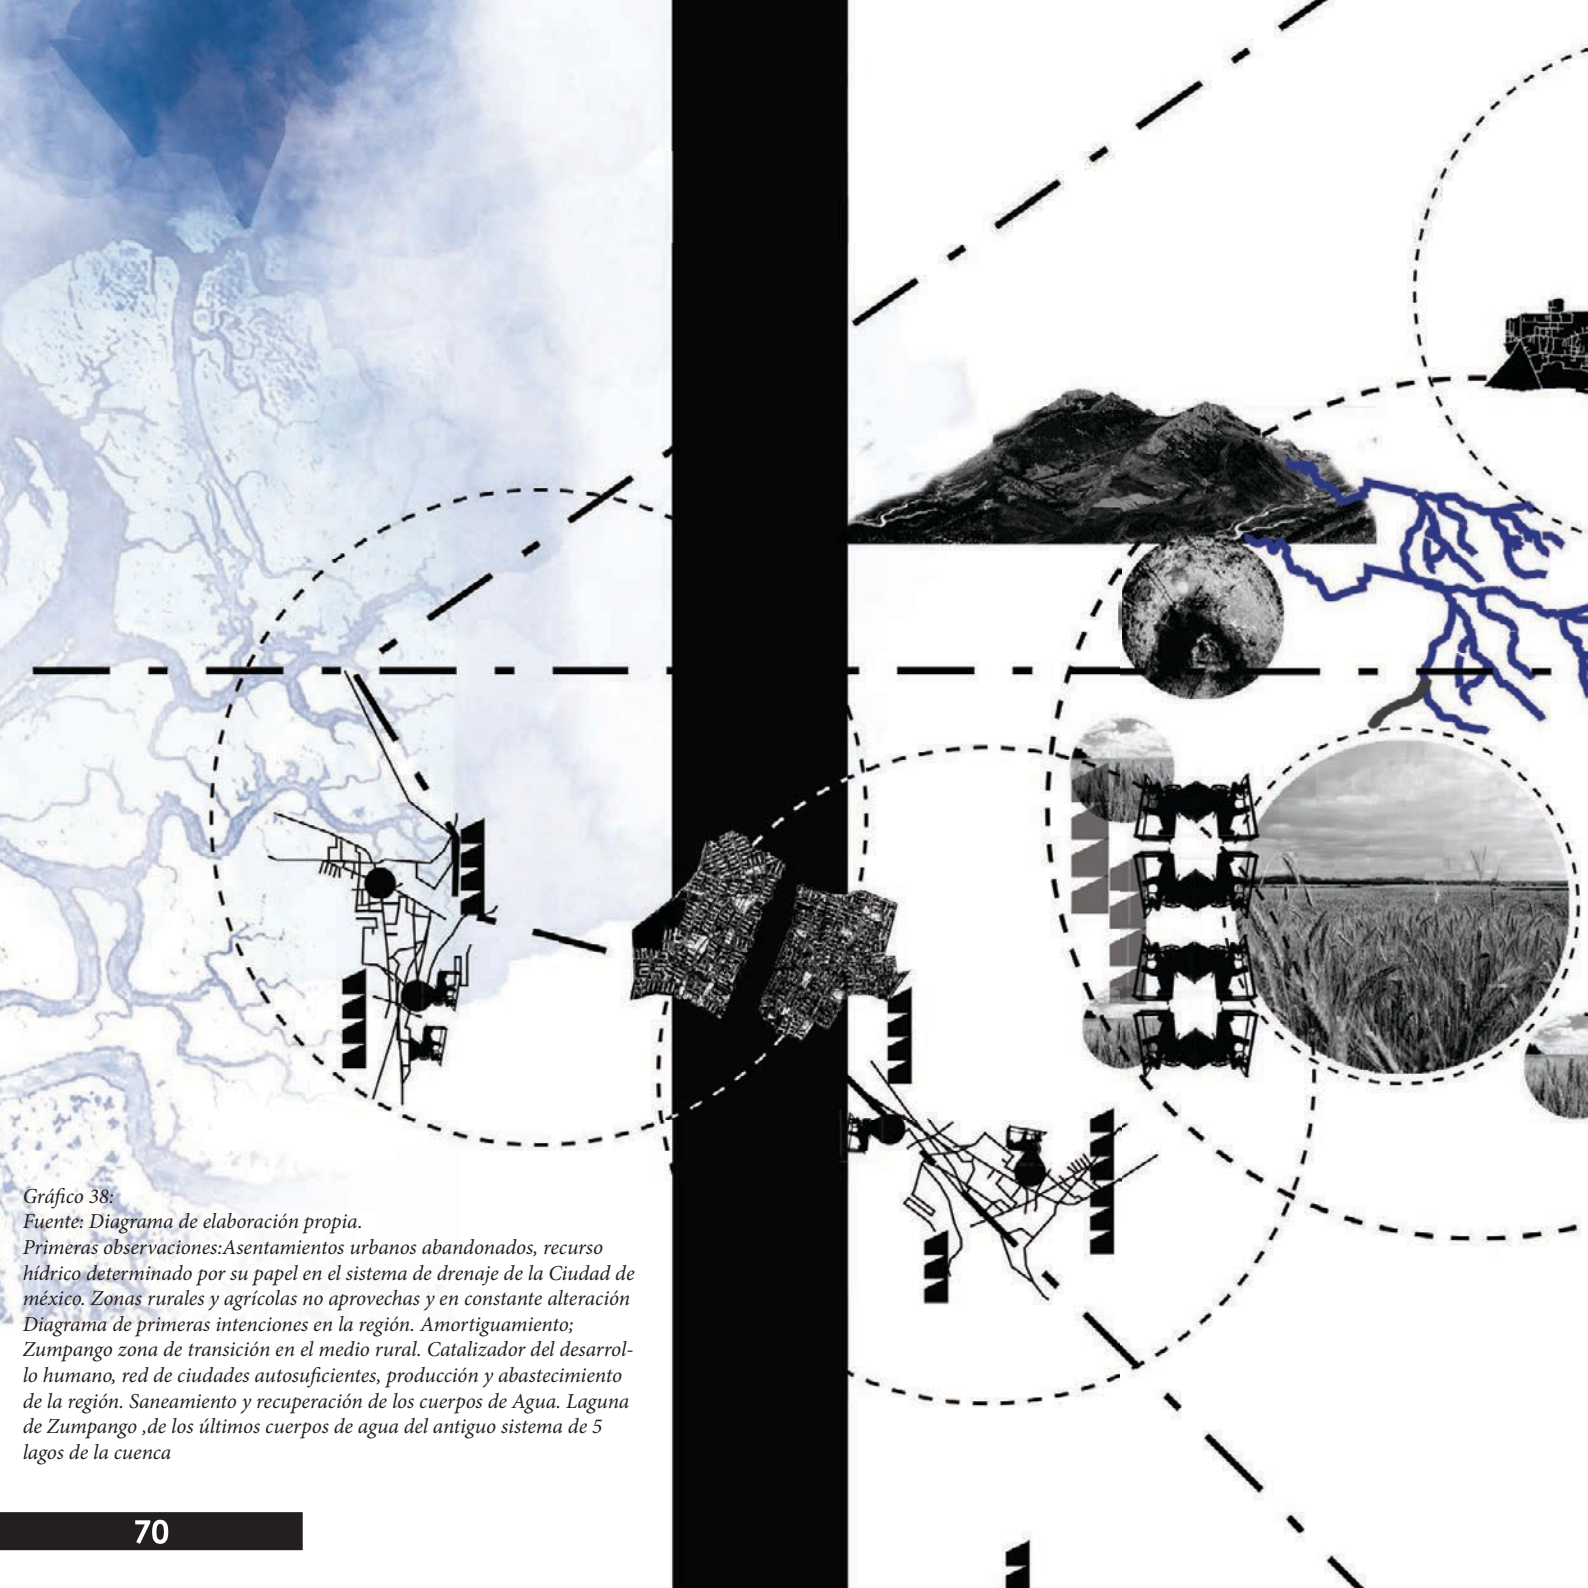 Gráfico 38:
Fuente: Diagrama de elaboración propia.
Primeras observaciones:Asentamientos urbanos abandonados, recurso
hídrico determinado por su papel en el sistema de drenaje de la Ciudad de
méxico. Zonas rurales y agrícolas no aprovechas y en constante alteración
Diagrama de primeras intenciones en la región. Amortiguamiento;
Zumpango zona de transición en el medio rural. Catalizador del desarrol-
lo humano, red de ciudades autosuficientes, producción y abastecimiento
de la región. Saneamiento y recuperación de los cuerpos de Agua. Laguna
de Zumpango ,de los últimos cuerpos de agua del antiguo sistema de 5
lagos de la cuenca
70